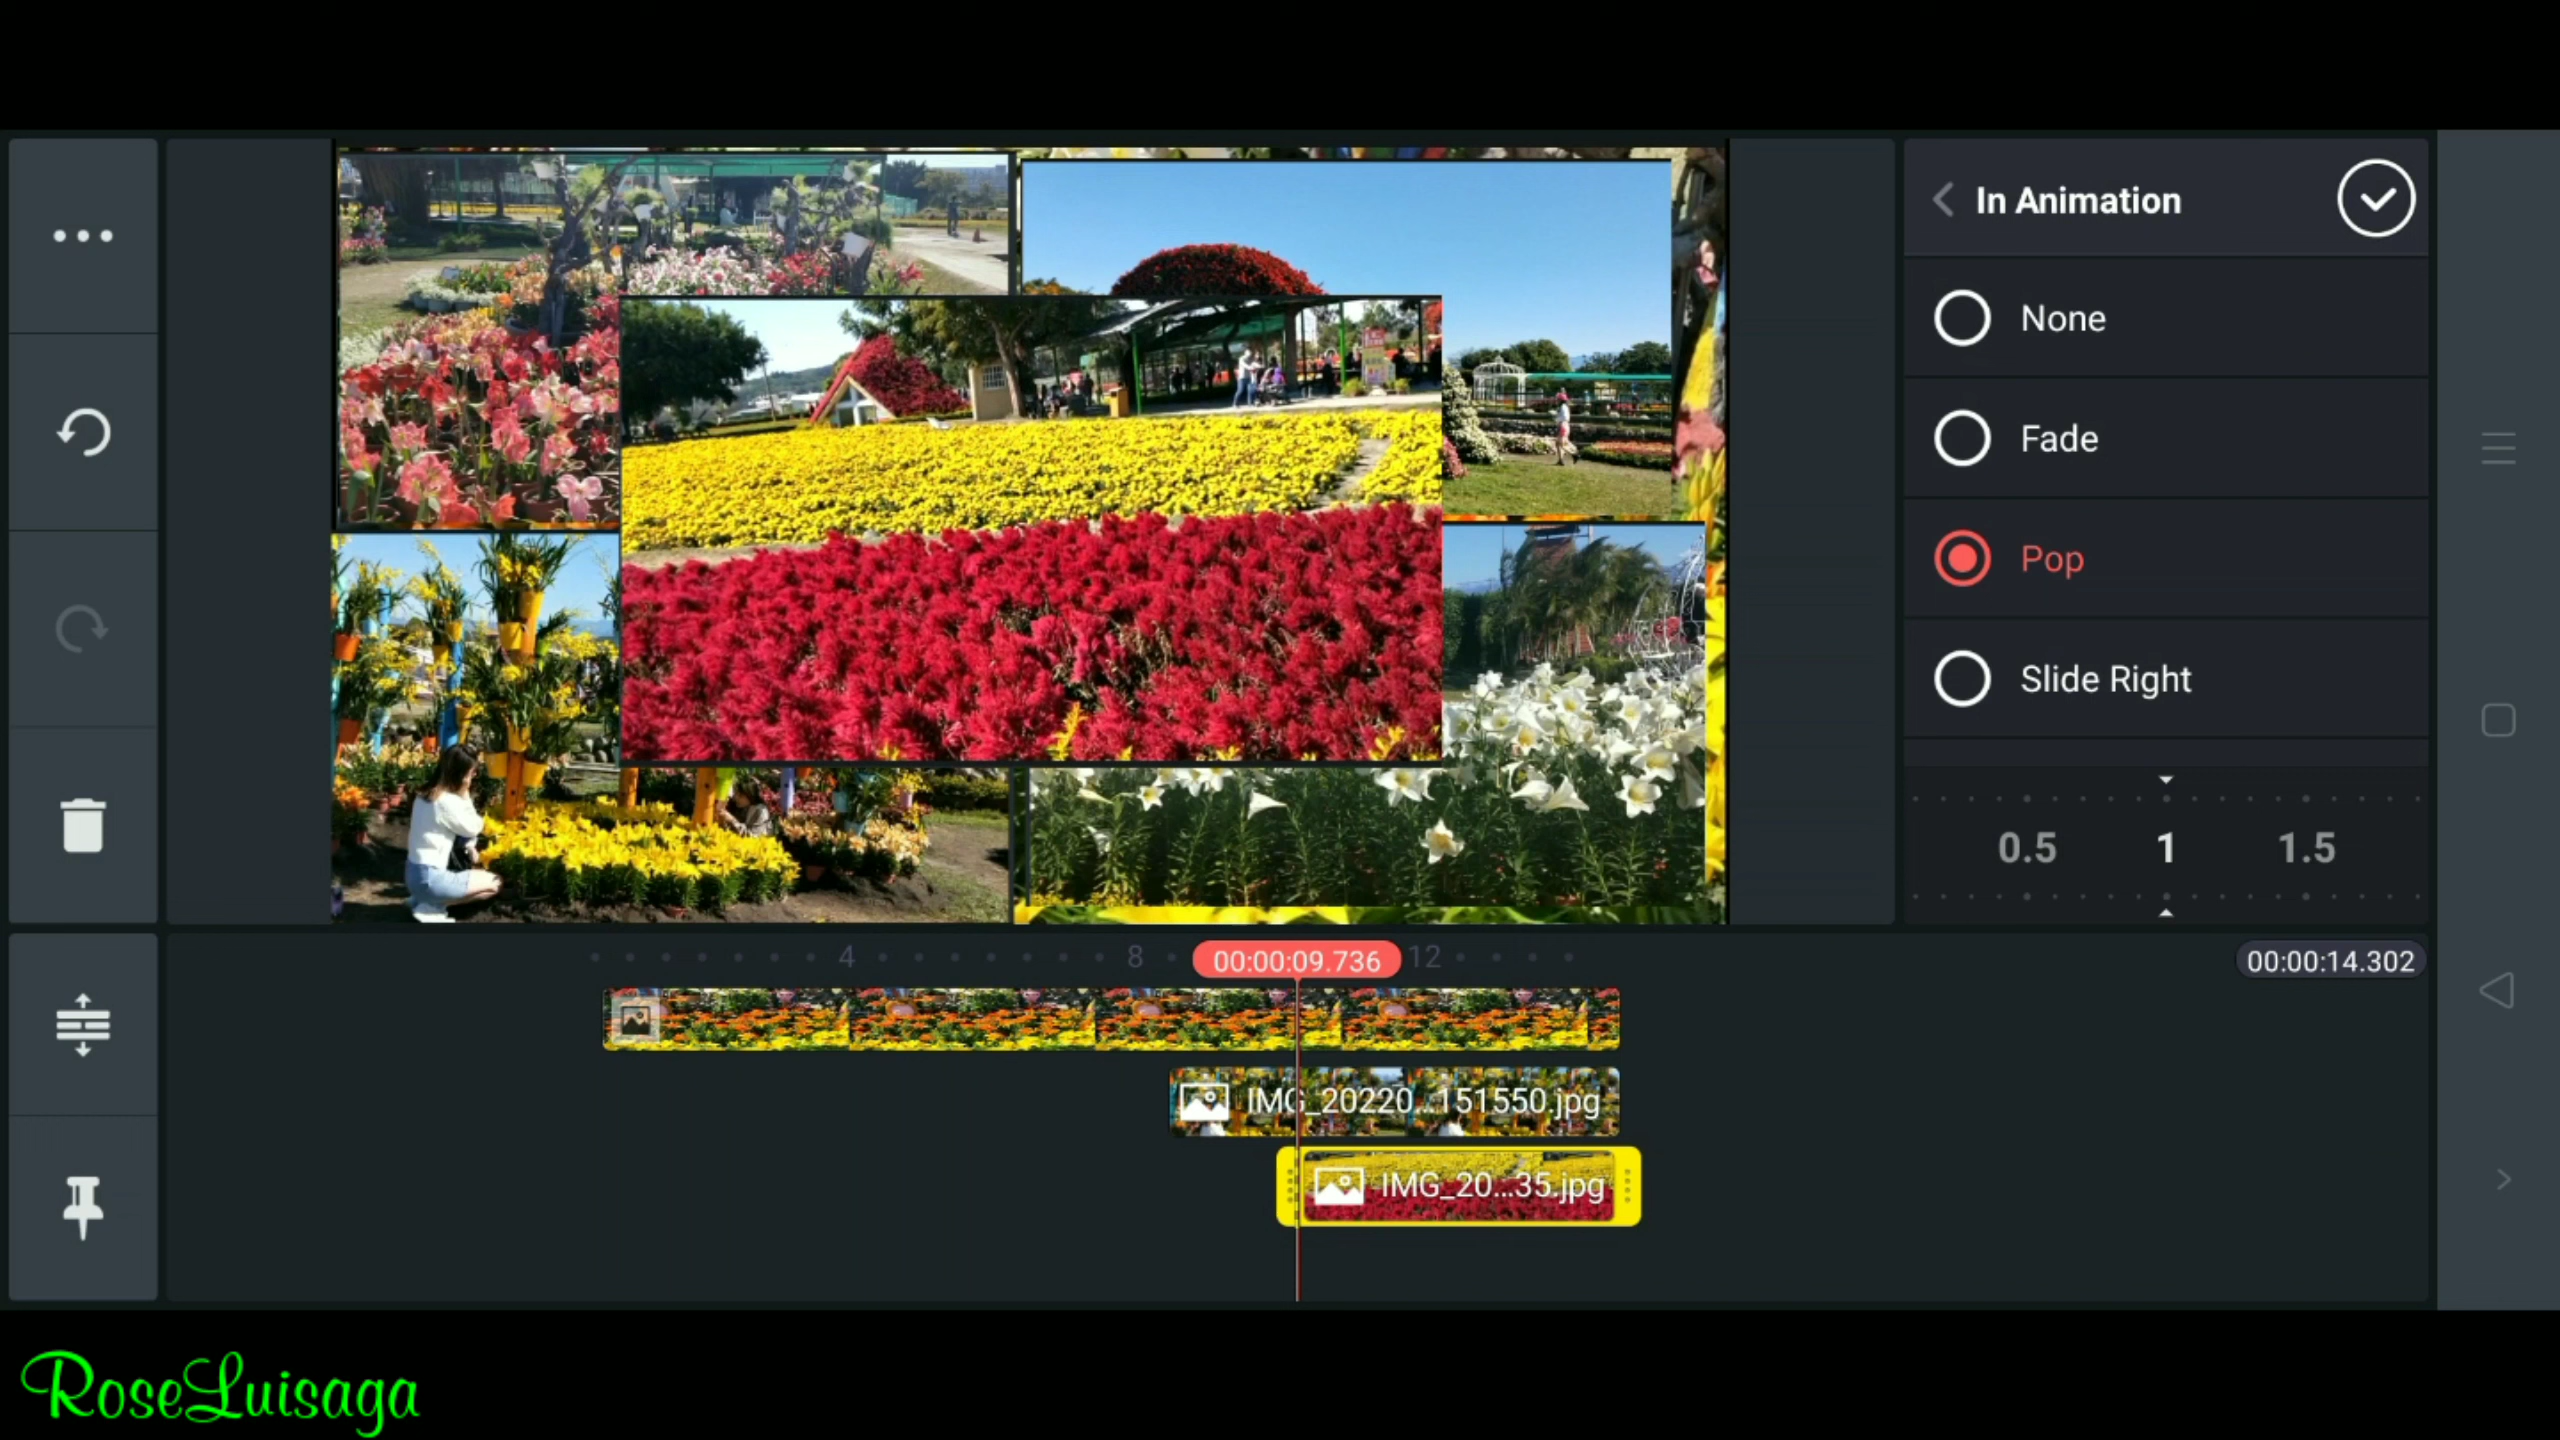 In Animation
None
Fade
Pop
Slide Right
0.5 1 1.5
4 8 00:00:09.736 12 00:00:14.302
IMG_20220...151550.jpg
IMG_20...35.jpg
RoseLuisaga